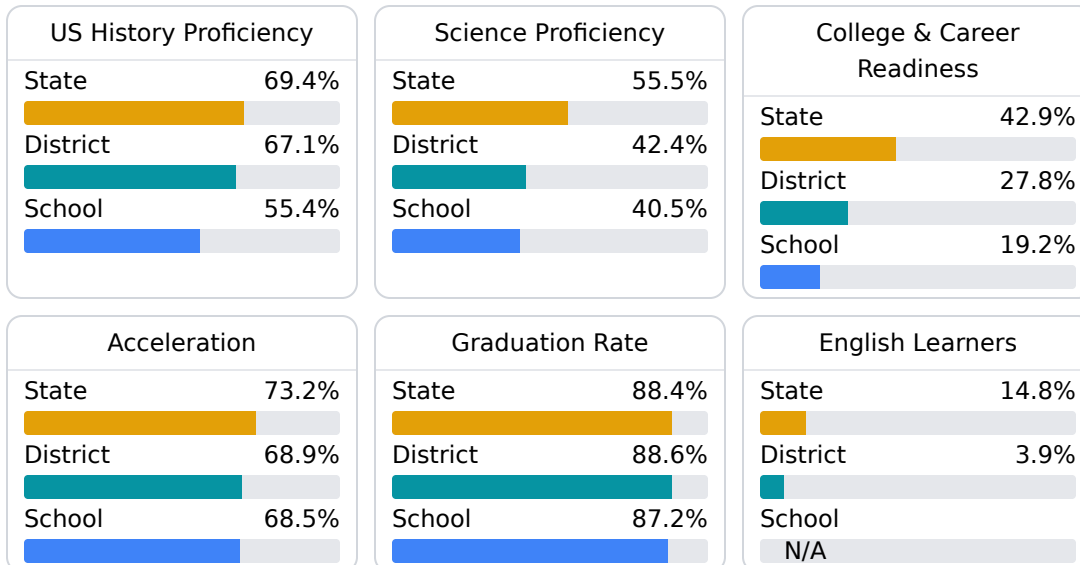 US History Proficiency
State 69.4%
District 67.1%
School 55.4%
Science Proficiency
State 55.5%
District 42.4%
School 40.5%
College & Career
Readiness
State 42.9%
District 27.8%
School 19.2%
Acceleration
State 73.2%
District 68.9%
School 68.5%
Graduation Rate
State 88.4%
District 88.6%
School 87.2%
English Learners
State 14.8%
District 3.9%
School
N/A